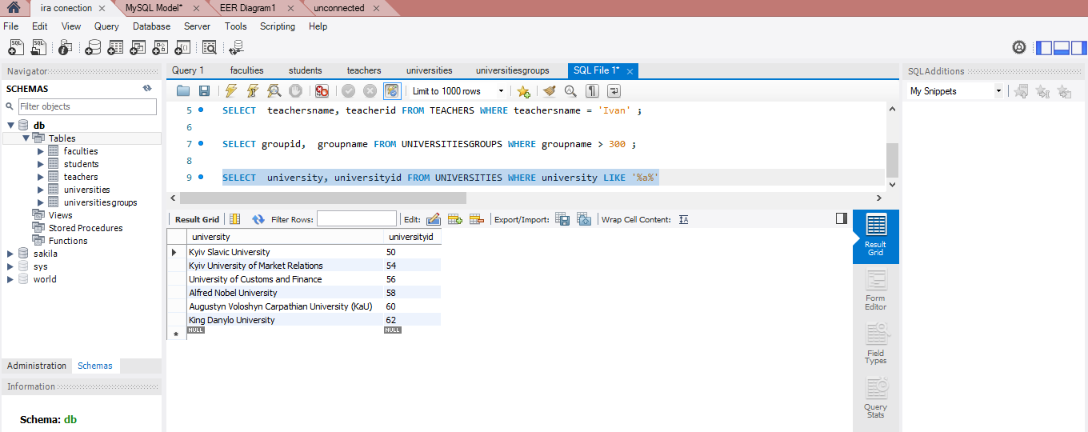 ira conection MySQL Model* EER Diagram1 unconnected
File Edit View Query Database Server Tools Scripting Help
Navigator
SCHEMAS
Filter objects
db
Tables
faculties
students
teachers
universities
universitiesgroups
Views
Stored Procedures
Functions
sakila
sys
world
Administration Schemas
Information
Schema: db
Query 1 faculties students teachers universities universitiesgroups SQL File 1*
Limit to 1000 rows
5 SELECT teachersname, teacherid FROM TEACHERS WHERE teachersname = 'Ivan' ;
6
7 SELECT groupid, groupname FROM UNIVERSITIESGROUPS WHERE groupname > 300 ;
8
9 SELECT university, universityid FROM UNIVERSITIES WHERE university LIKE '%a%'
Result Grid Filter Rows: Edit: Export/Import: Wrap Cell Content:
university universityid
Kyiv Slavic University 50
Kyiv University of Market Relations 54
University of Customs and Finance 56
Alfred Nobel University 58
Augustyn Voloshyn Carpathian University (KaU) 60
King Danylo University 62
NULL NULL
Result
Grid
Form
Editor
Field
Types
Query
Stats
SQLAdditions
My Snippets